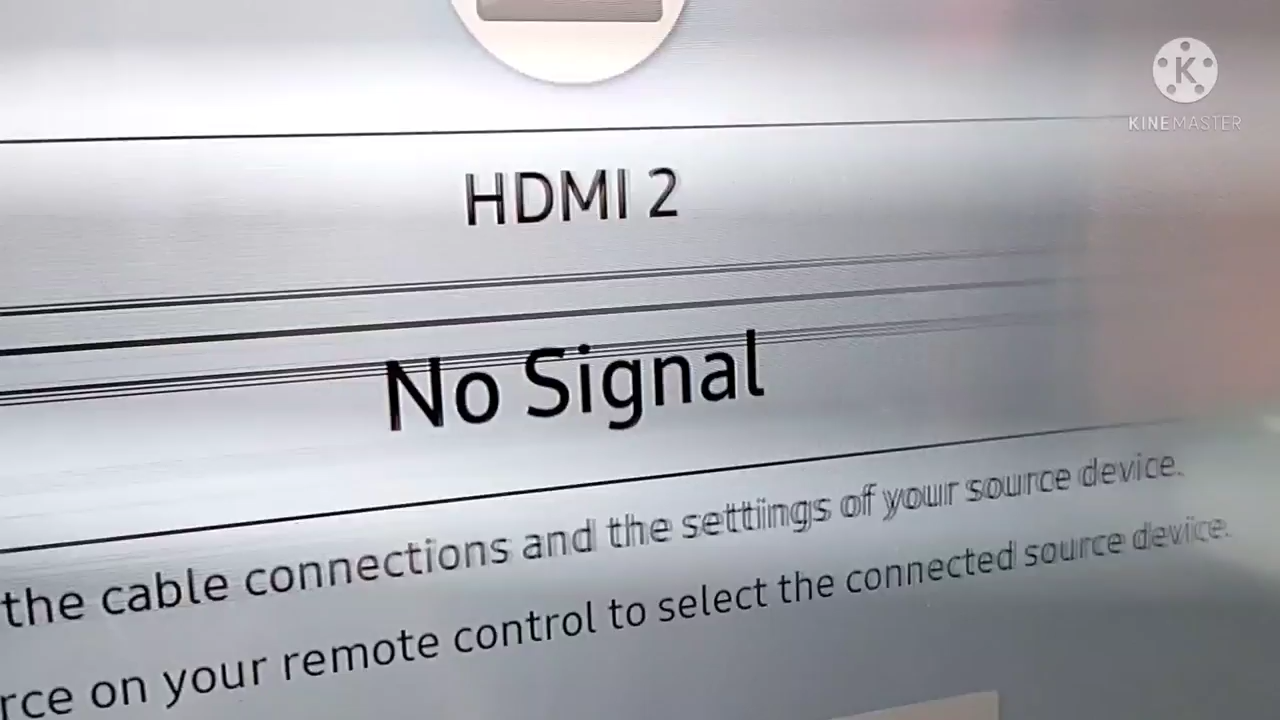 K
KINEMASTER
HDMI 2
No Signal
the cable connections and the settings of your source device.
rce on your remote control to select the connected source device.